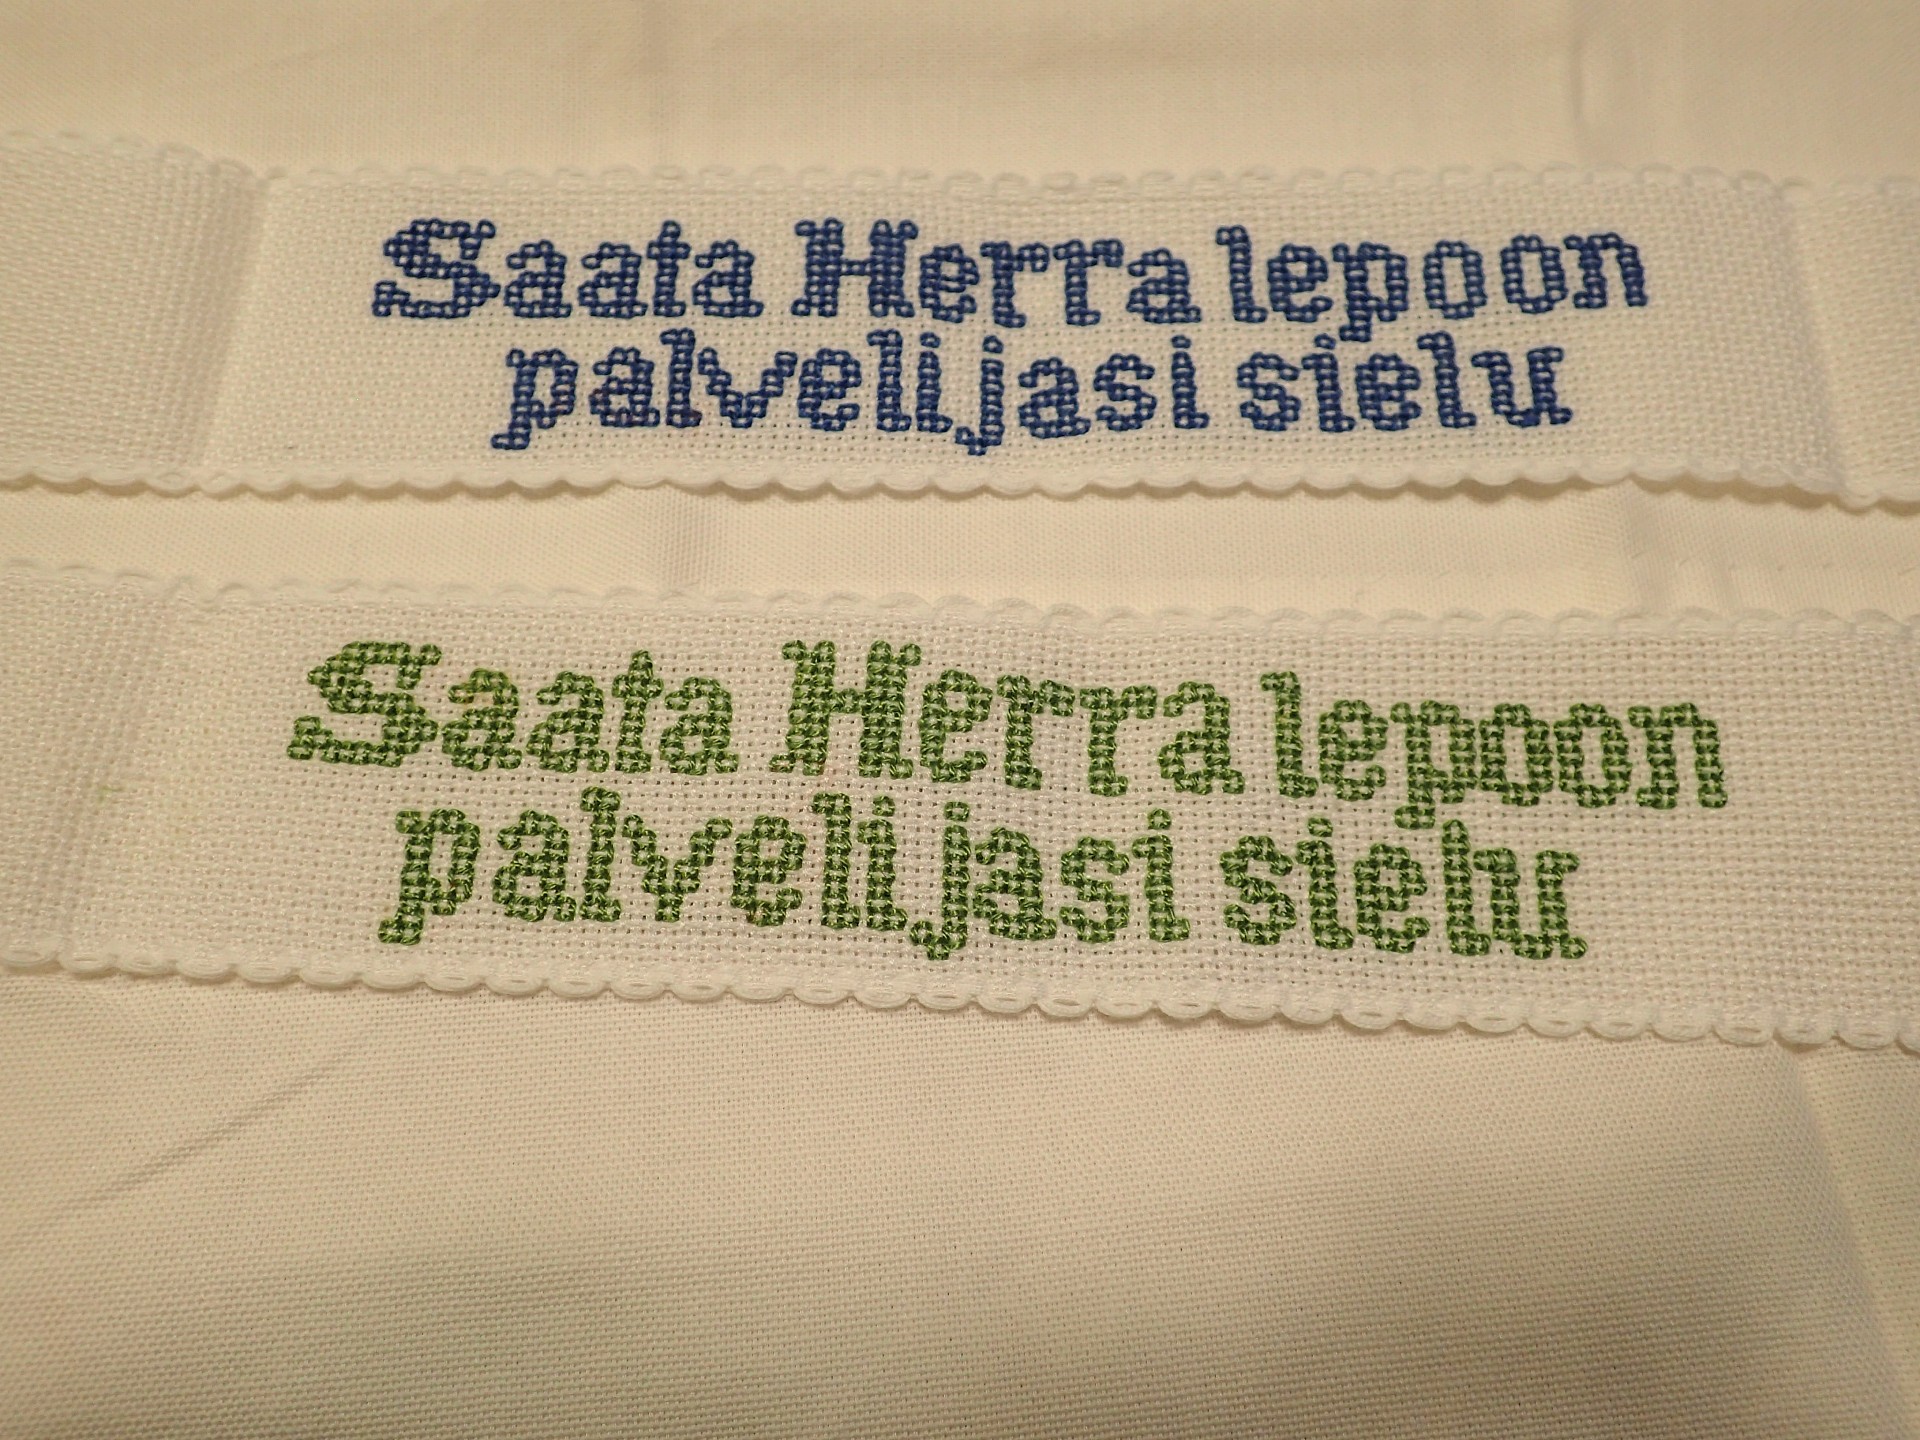 Saata Herra lepoon
palvelijasi sielu
Saata Herra lepoon
palvelijasi sielu